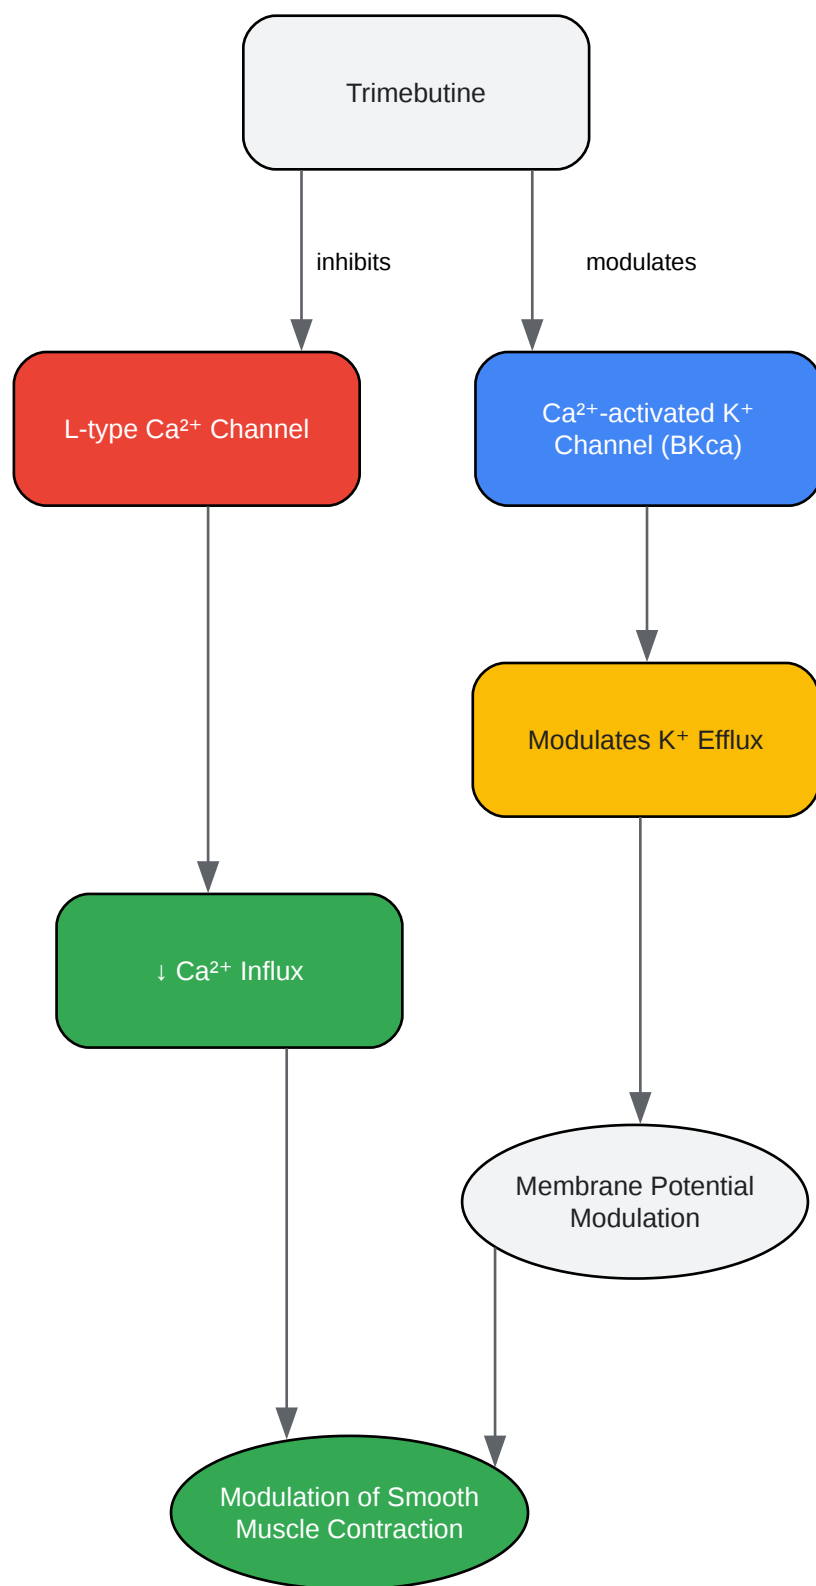 Trimebutine
inhibits
modulates
L-type Ca²⁺ Channel
Ca²⁺-activated K⁺
Channel (BKca)
Modulates K⁺ Efflux
↓ Ca²⁺ Influx
Membrane Potential
Modulation
Modulation of Smooth
Muscle Contraction